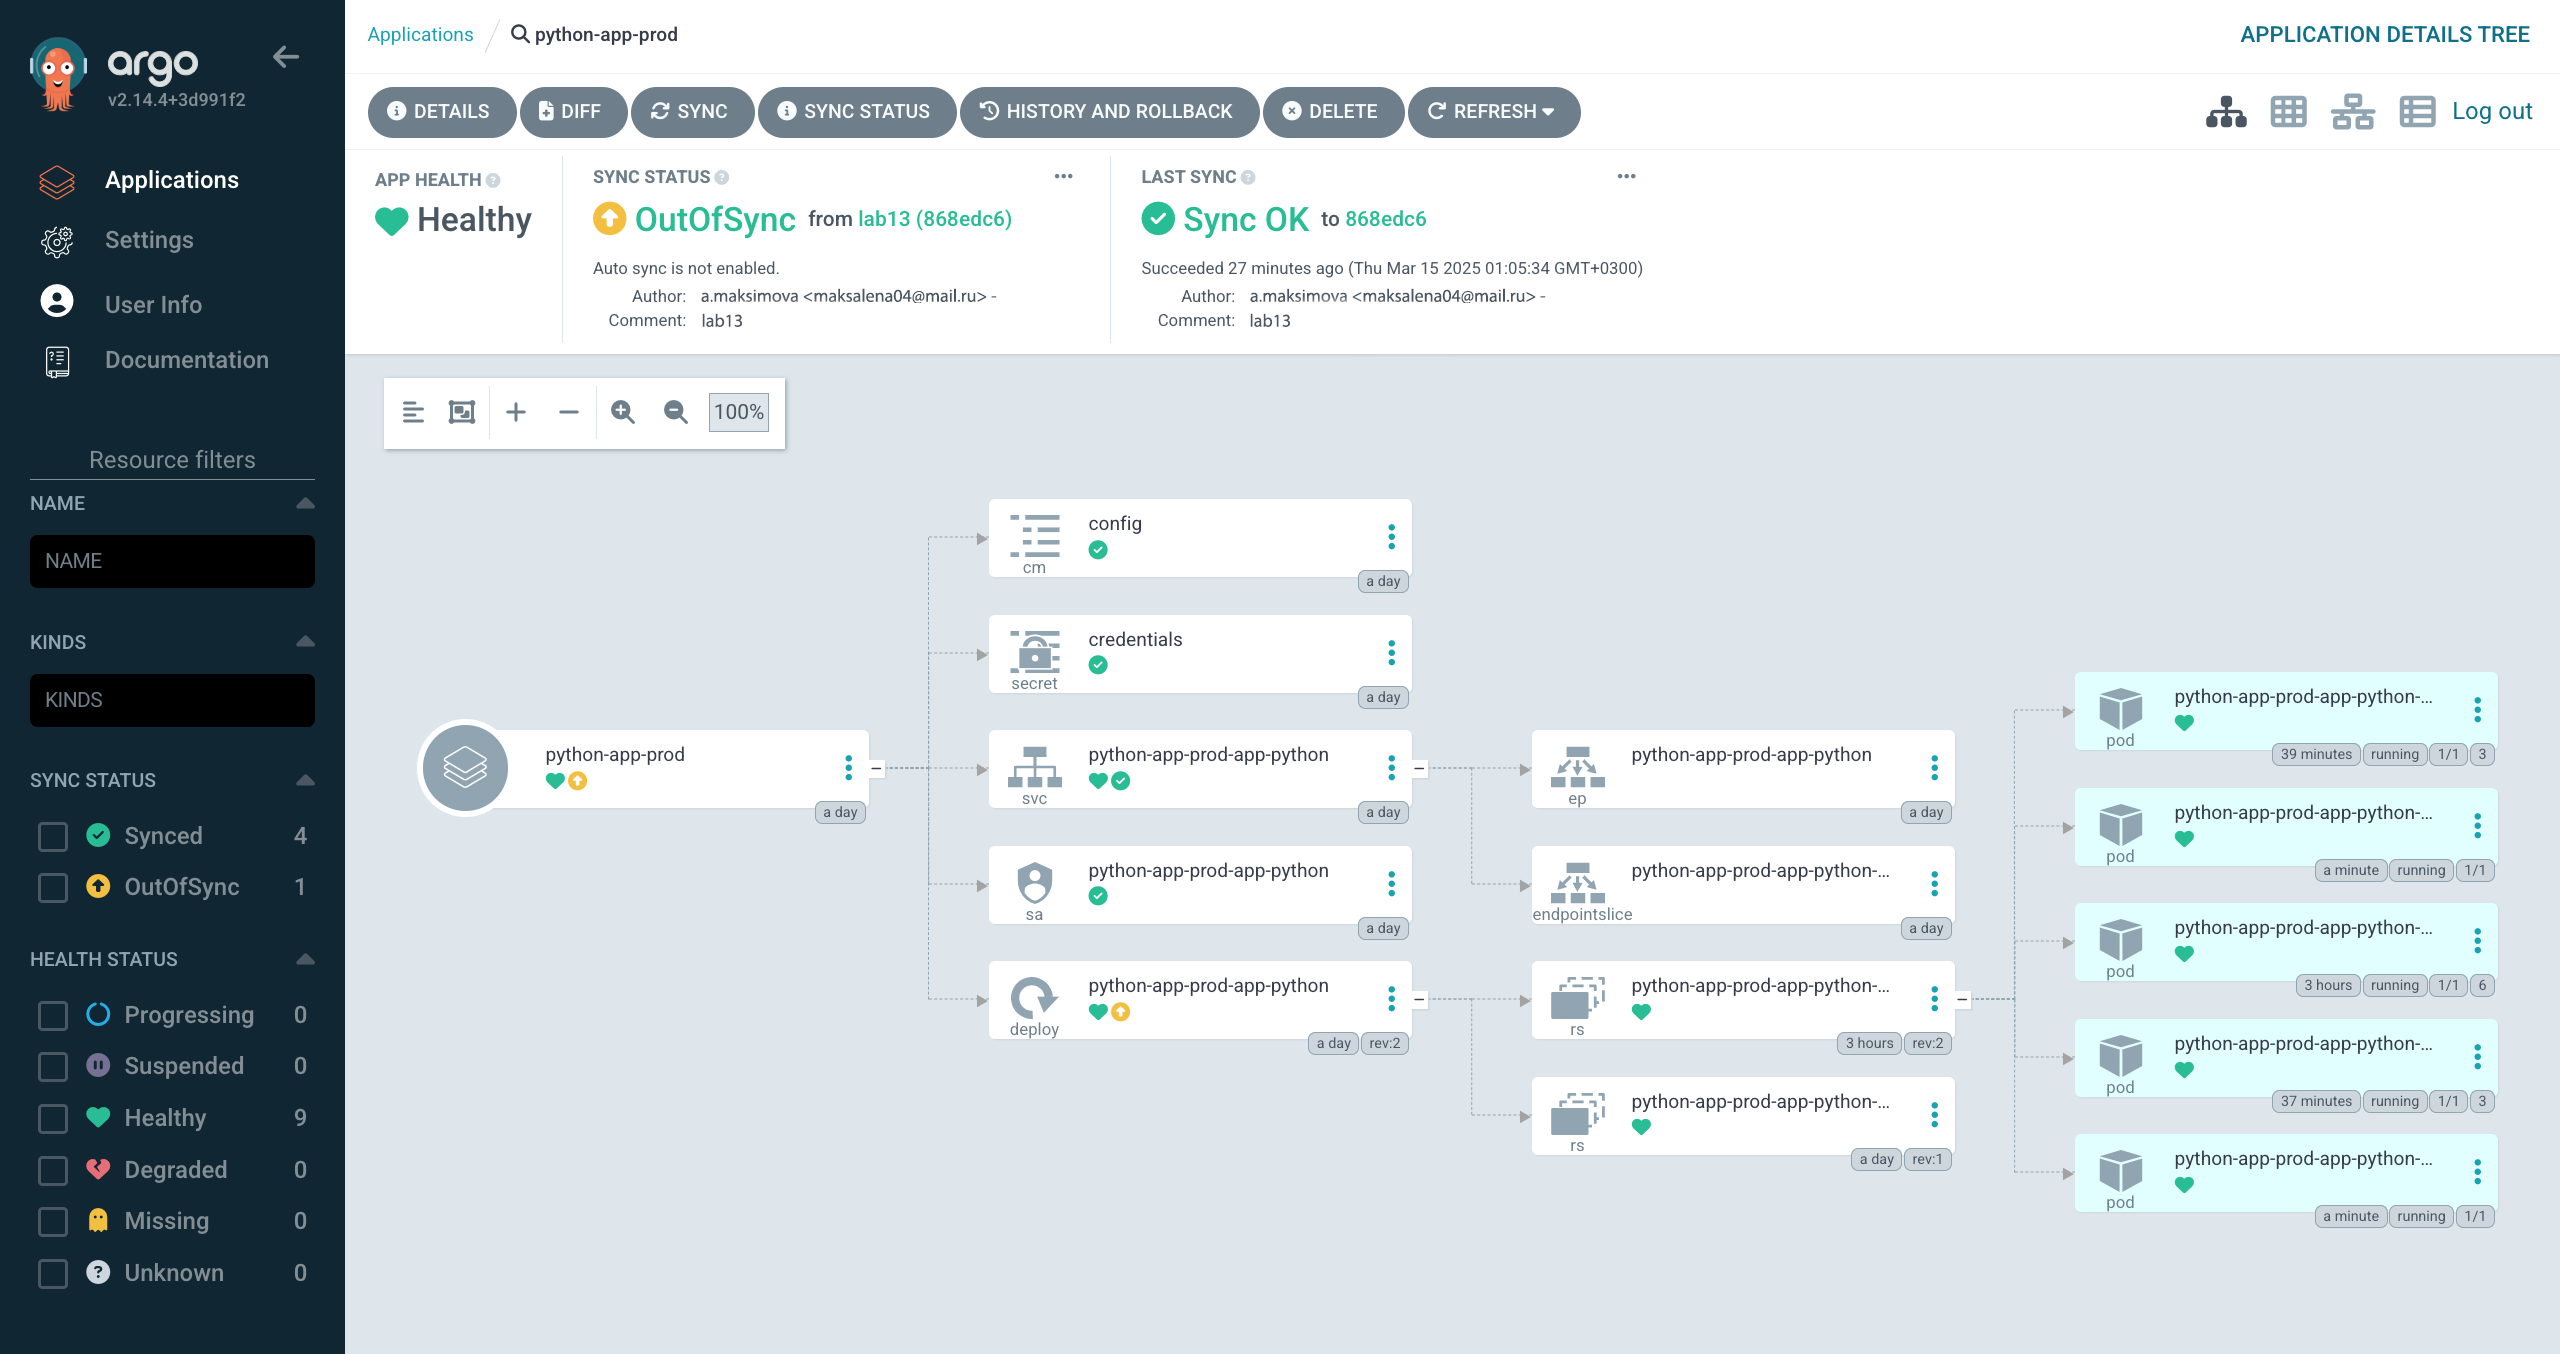 argo
v2.14.4+3d991f2
Applications
Settings
User Info
Documentation
Resource filters
NAME
NAME
KINDS
KINDS
SYNC STATUS
Synced 4
OutOfSync 1
HEALTH STATUS
Progressing 0
Suspended 0
Healthy 9
Degraded 0
Missing 0
Unknown 0
Applications / python-app-prod
APPLICATION DETAILS TREE
DETAILS DIFF SYNC SYNC STATUS HISTORY AND ROLLBACK DELETE REFRESH
Log out
APP HEALTH
Healthy
SYNC STATUS
OutOfSync from lab13 (868edc6)
Auto sync is not enabled.
Author: a.maksimova <maksalena04@mail.ru> -
Comment: lab13
LAST SYNC
Sync OK to 868edc6
Succeeded 27 minutes ago (Thu Mar 15 2025 01:05:34 GMT+0300)
Author: a.maksimova <maksalena04@mail.ru> -
Comment: lab13
100%
python-app-prod
a day
config
cm
a day
credentials
secret
a day
python-app-prod-app-python
svc
a day
python-app-prod-app-python
sa
a day
python-app-prod-app-python
deploy
a day rev:2
python-app-prod-app-python
ep
a day
python-app-prod-app-python-...
endpointslice
a day
python-app-prod-app-python-...
rs
3 hours rev:2
python-app-prod-app-python-...
rs
a day rev:1
python-app-prod-app-python-...
pod
39 minutes running 1/1 3
python-app-prod-app-python-...
pod
a minute running 1/1
python-app-prod-app-python-...
pod
3 hours running 1/1 6
python-app-prod-app-python-...
pod
37 minutes running 1/1 3
python-app-prod-app-python-...
pod
a minute running 1/1